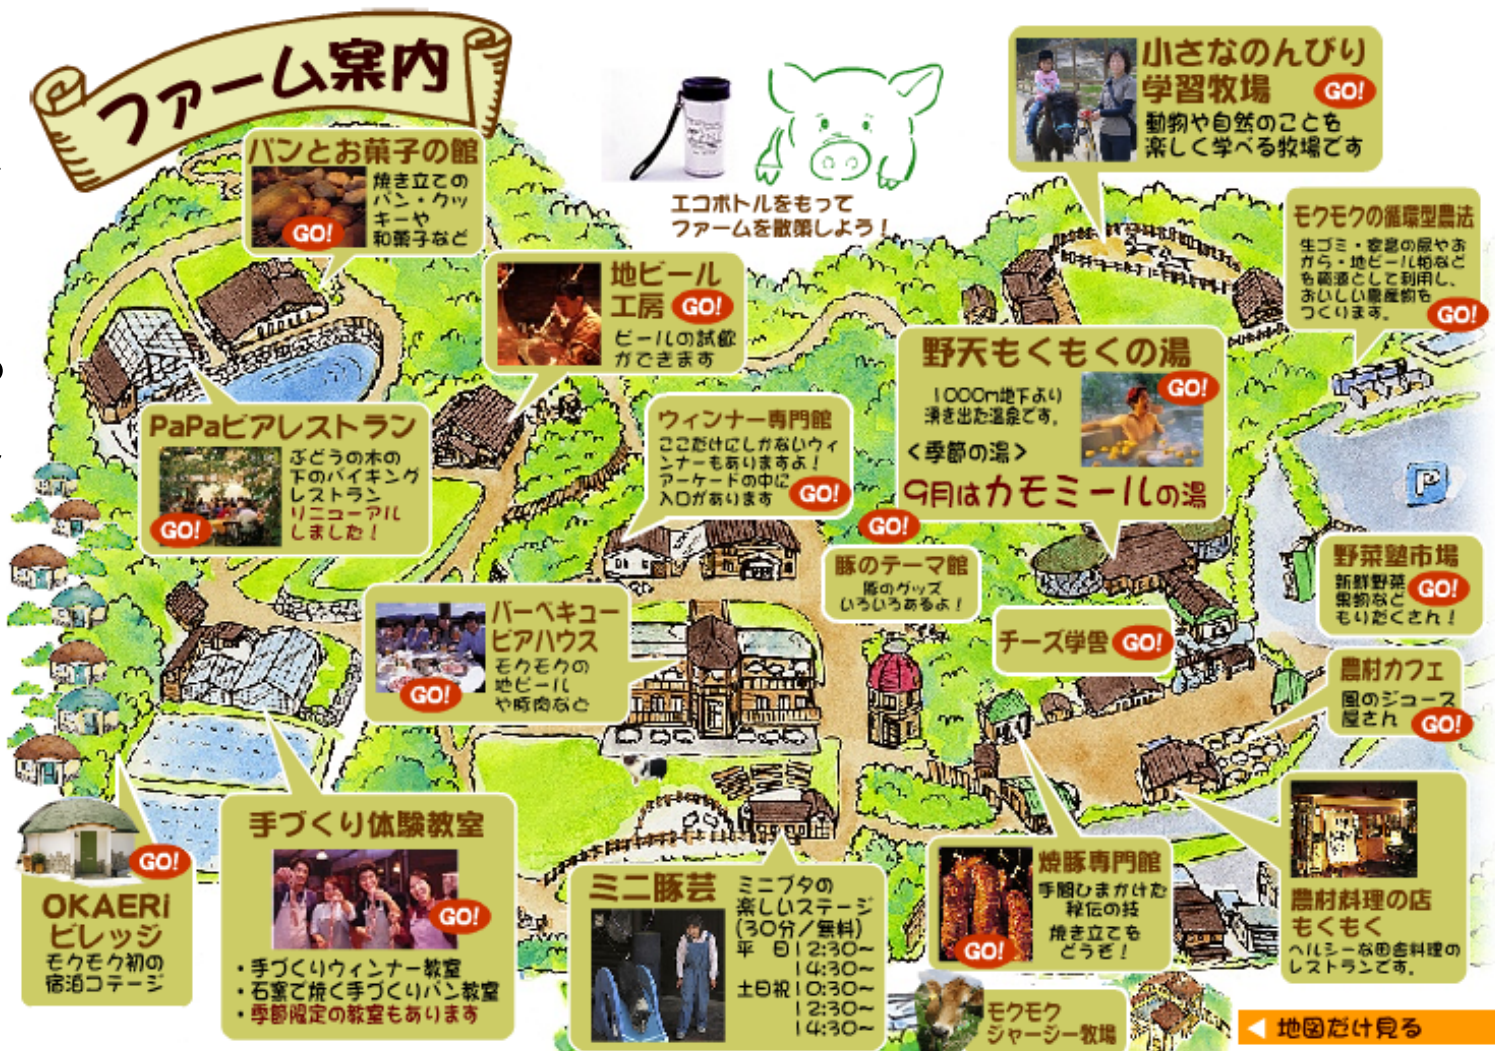 ファーム案内
パンとお菓子の館
焼き立ての
パン・クッ
キーや
和菓子など
GO!
エコボトルをもって
ファームを散策しよう！
小さなのんびり
学習牧場
GO!
動物や自然のことを
楽しく学べる牧場です
モクモクの循環型農法
生ゴミ・家畜の尿やお
から・地ビール粕など
を資源として利用し、
おいしい農産物を
つくります。
GO!
地ビール
工房
GO!
ビールの試飲
ができます
野天もくもくの湯
GO!
1000m地下より
湧き出た温泉です。
<季節の湯>
9月はカモミールの湯
PaPaビアレストラン
ぶどうの木の
下のバイキング
レストラン
リニューアル
しました！
GO!
ウィンナー専門館
ここだけにしかないウィ
ンナーもありますよ！
アーケードの中に
入口があります
GO!
P
GO!
豚のテーマ館
豚のグッズ
いろいろあるよ！
野菜塾市場
新鮮野菜
果物など
もりだくさん！
GO!
バーベキュー
ビアハウス
モクモクの
地ビール
や豚肉など
GO!
チーズ学舎
GO!
農村カフェ
風のジュース
屋さん
GO!
OKAERi
ビレッジ
モクモク初の
宿泊コテージ
GO!
手づくり体験教室
GO!
・手づくりウィンナー教室
・石窯で焼く手づくりパン教室
・季節限定の教室もあります
ミニ豚芸
ミニブタの
楽しいステージ
(30分/無料)
平 日12:30～
14:30～
土日祝10:30～
12:30～
14:30～
焼豚専門館
手間ひまかけた
秘伝の技
焼き立てを
どうぞ！
GO!
農村料理の店
もくもく
ヘルシーな田舎料理の
レストランです。
モクモク
ジャージー牧場
◀ 地図だけ見る